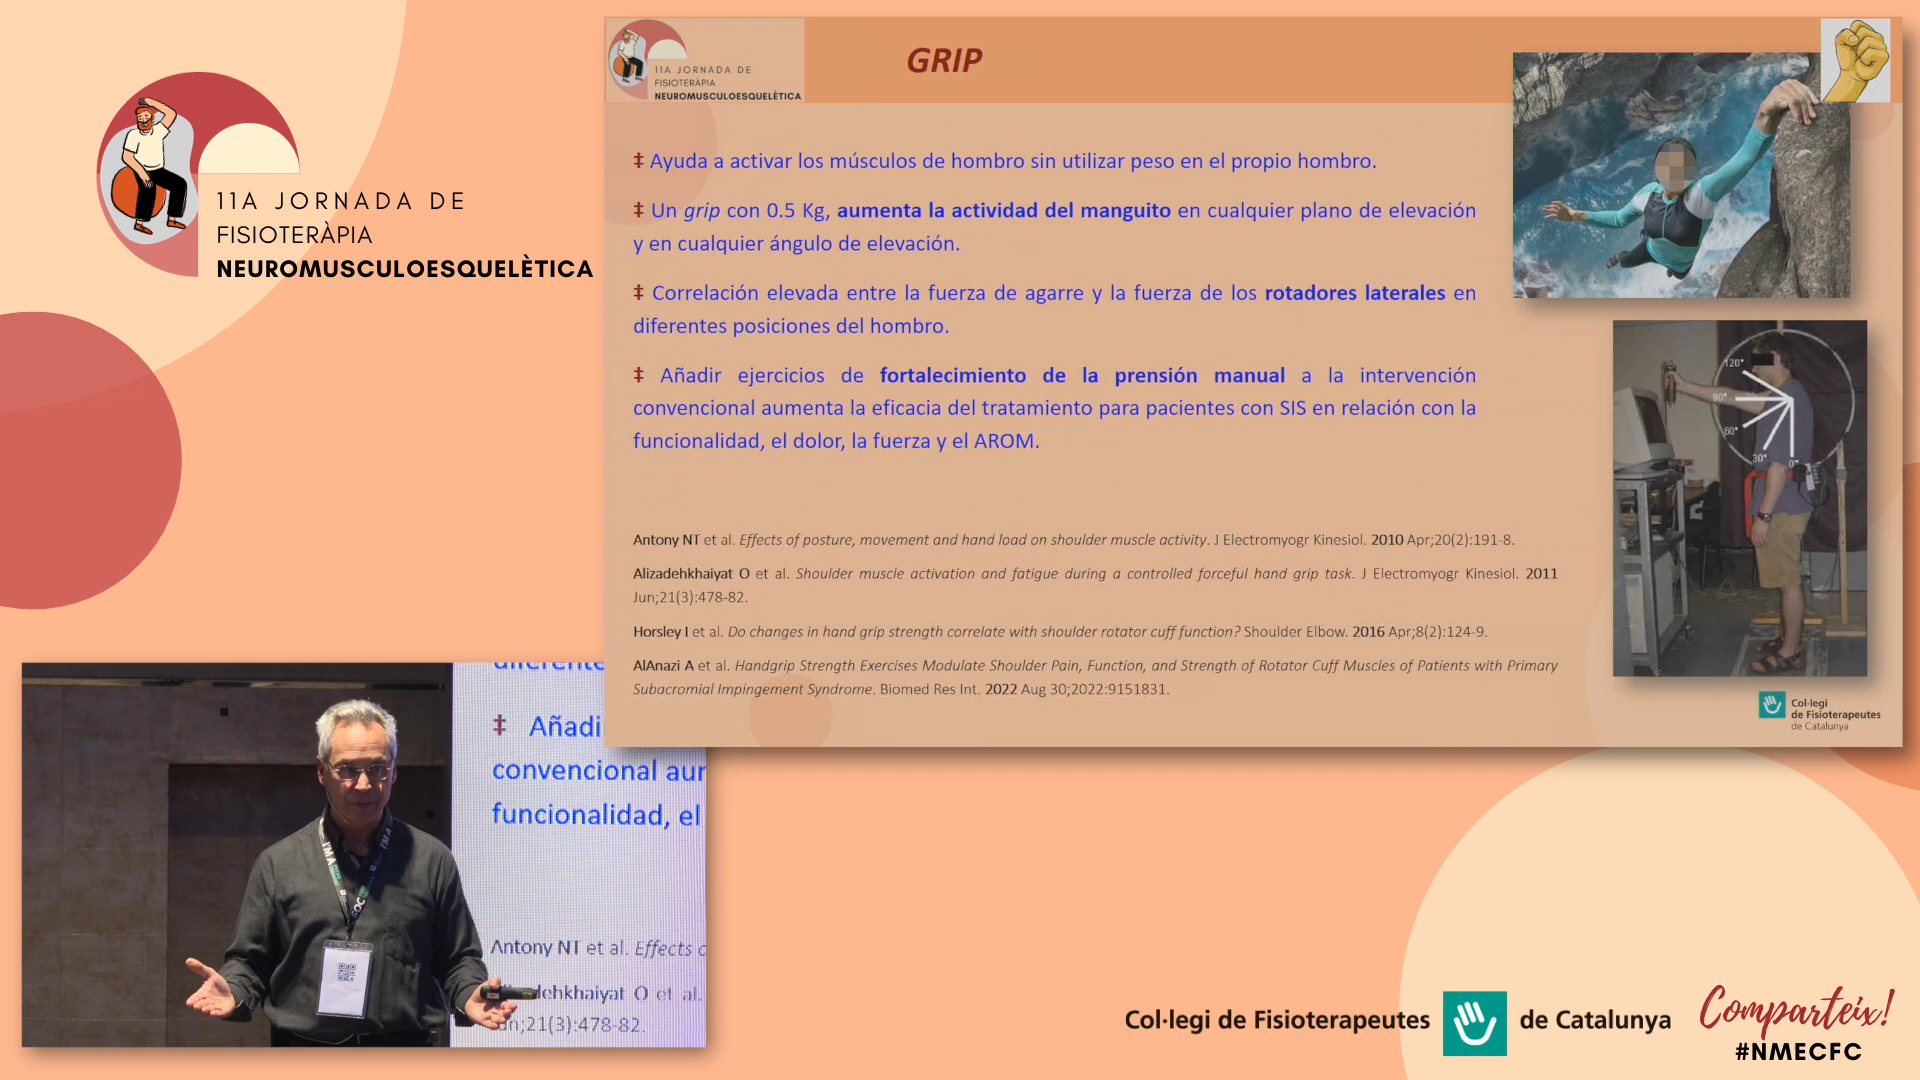 11A JORNADA DE
FISIOTERÀPIA
NEUROMUSCULOESQUELÈTICA
11A JORNADA DE
FISIOTERÀPIA
NEUROMUSCULOESQUELÈTICA
GRIP
‡ Ayuda a activar los músculos de hombro sin utilizar peso en el propio hombro.
‡ Un grip con 0.5 Kg, aumenta la actividad del manguito en cualquier plano de elevación
y en cualquier ángulo de elevación.
‡ Correlación elevada entre la fuerza de agarre y la fuerza de los rotadores laterales en
diferentes posiciones del hombro.
‡ Añadir ejercicios de fortalecimiento de la prensión manual a la intervención
convencional aumenta la eficacia del tratamiento para pacientes con SIS en relación con la
funcionalidad, el dolor, la fuerza y el AROM.
Antony NT et al. Effects of posture, movement and hand load on shoulder muscle activity. J Electromyogr Kinesiol. 2010 Apr;20(2):191-8.
Alizadehkhaiyat O et al. Shoulder muscle activation and fatigue during a controlled forceful hand grip task. J Electromyogr Kinesiol. 2011
Jun;21(3):478-82.
Horsley I et al. Do changes in hand grip strength correlate with shoulder rotator cuff function? Shoulder Elbow. 2016 Apr;8(2):124-9.
AlAnazi A et al. Handgrip Strength Exercises Modulate Shoulder Pain, Function, and Strength of Rotator Cuff Muscles of Patients with Primary
Subacromial Impingement Syndrome. Biomed Res Int. 2022 Aug 30;2022:9151831.
120°
90°
60°
30°
0°
Col·legi
de Fisioterapeutes
de Catalunya
‡ Añadi
convencional aur
funcionalidad, el
Antony NT et al. Effects
dehkhaiyat O et al.
un;21(3):478-82.
I'M A
SOC
Col·legi de Fisioterapeutes de Catalunya
Comparteix!
#NMECFC